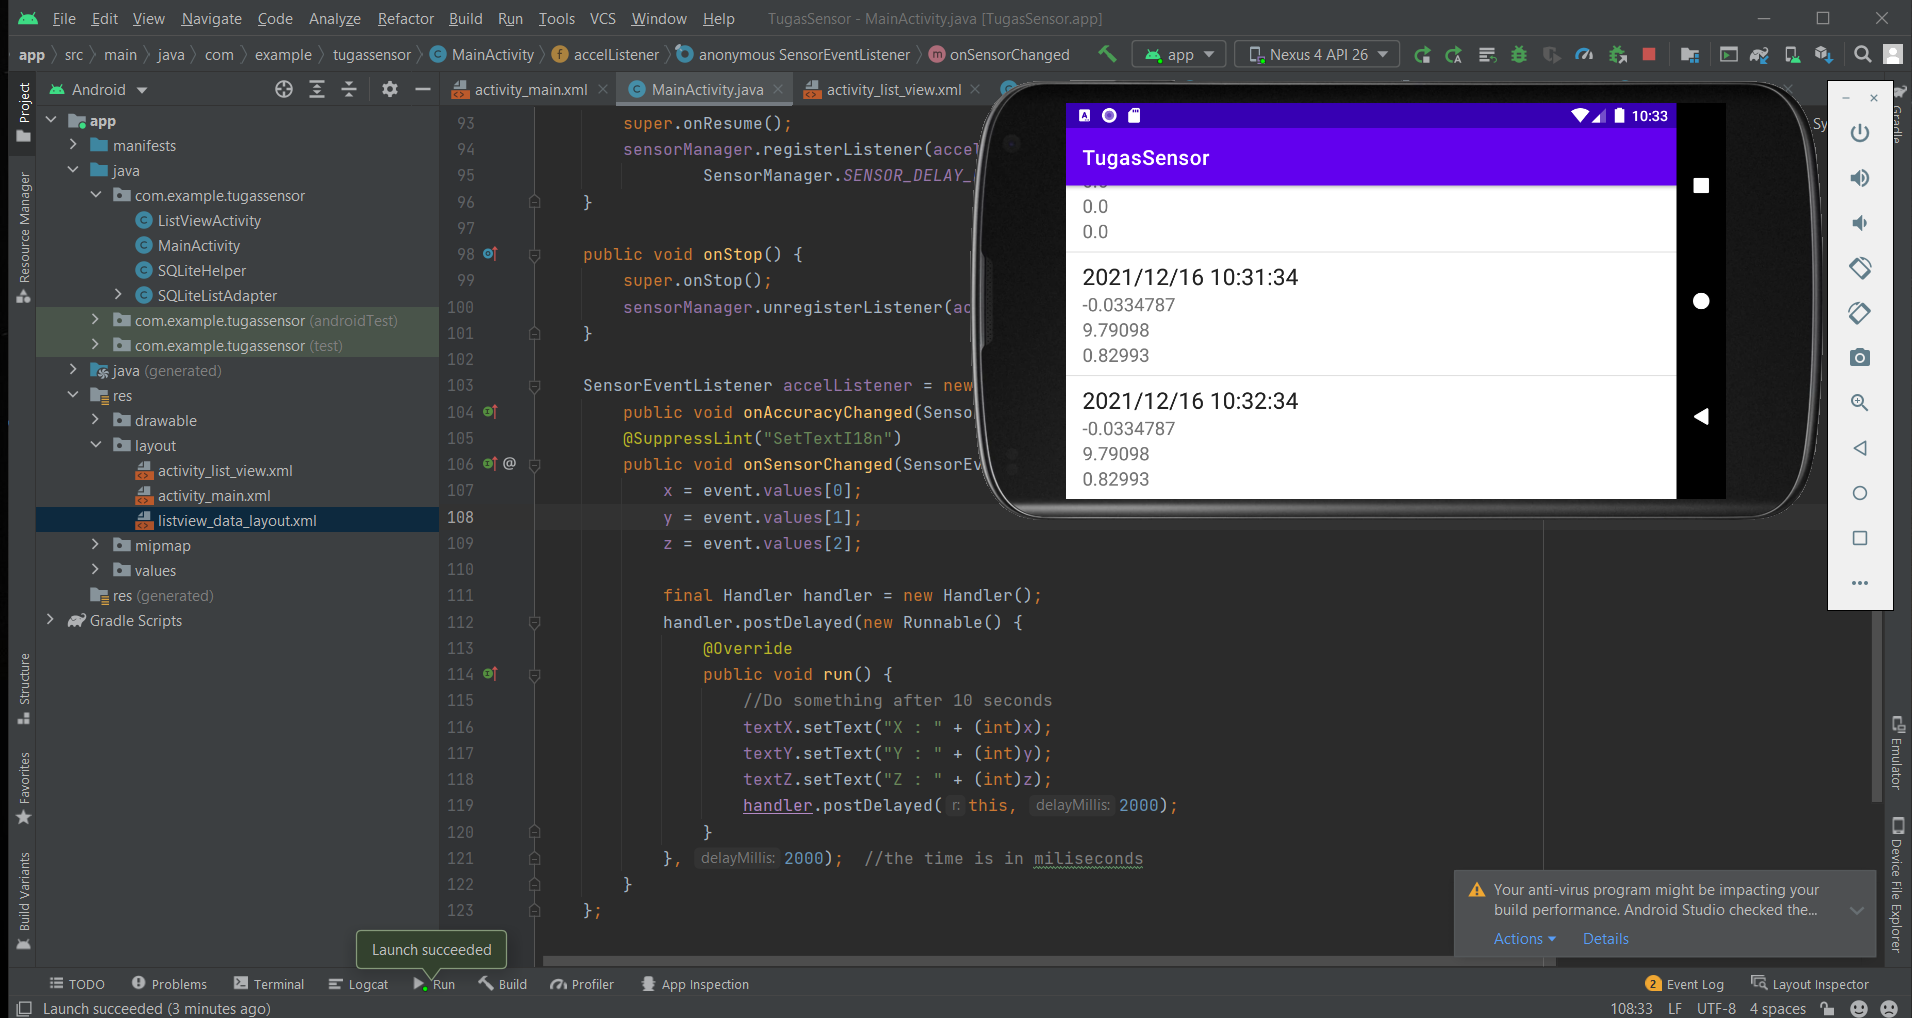 File Edit View Navigate Code Analyze Refactor Build Run Tools VCS Window Help TugasSensor - MainActivity.java [TugasSensor.app]
app src main java com example tugassensor MainActivity accelListener anonymous SensorEventListener onSensorChanged app Nexus 4 API 26
Android
activity_main.xml MainActivity.java activity_list_view.xml
Project
Resource Manager
Structure
Favorites
Build Variants
app
manifests
java
com.example.tugassensor
ListViewActivity
MainActivity
SQLiteHelper
SQLiteListAdapter
com.example.tugassensor (androidTest)
com.example.tugassensor (test)
java (generated)
res
drawable
layout
activity_list_view.xml
activity_main.xml
listview_data_layout.xml
mipmap
values
res (generated)
Gradle Scripts
93 super.onResume();
94 sensorManager.registerListener(accel
95 SensorManager.SENSOR_DELAY_
96 }
97
98 public void onStop() {
99 super.onStop();
100 sensorManager.unregisterListener(ac
101 }
102
103 SensorEventListener accelListener = new
104 public void onAccuracyChanged(Senso
105 @SuppressLint("SetTextI18n")
106 @ public void onSensorChanged(SensorEv
107 x = event.values[0];
108 y = event.values[1];
109 z = event.values[2];
110
111 final Handler handler = new Handler();
112 handler.postDelayed(new Runnable() {
113 @Override
114 public void run() {
115 //Do something after 10 seconds
116 textX.setText("X : " + (int)x);
117 textY.setText("Y : " + (int)y);
118 textZ.setText("Z : " + (int)z);
119 handler.postDelayed( r: this, delayMillis: 2000);
120 }
121 }, delayMillis: 2000); //the time is in miliseconds
122 }
123 };
10:33
TugasSensor
0.0
0.0
2021/12/16 10:31:34
-0.0334787
9.79098
0.82993
2021/12/16 10:32:34
-0.0334787
9.79098
0.82993
Sy
Gradle
Emulator
Device File Explorer
Your anti-virus program might be impacting your
build performance. Android Studio checked the...
Actions Details
Launch succeeded
TODO Problems Terminal Logcat Run Build Profiler App Inspection 2 Event Log Layout Inspector
Launch succeeded (3 minutes ago) 108:33 LF UTF-8 4 spaces